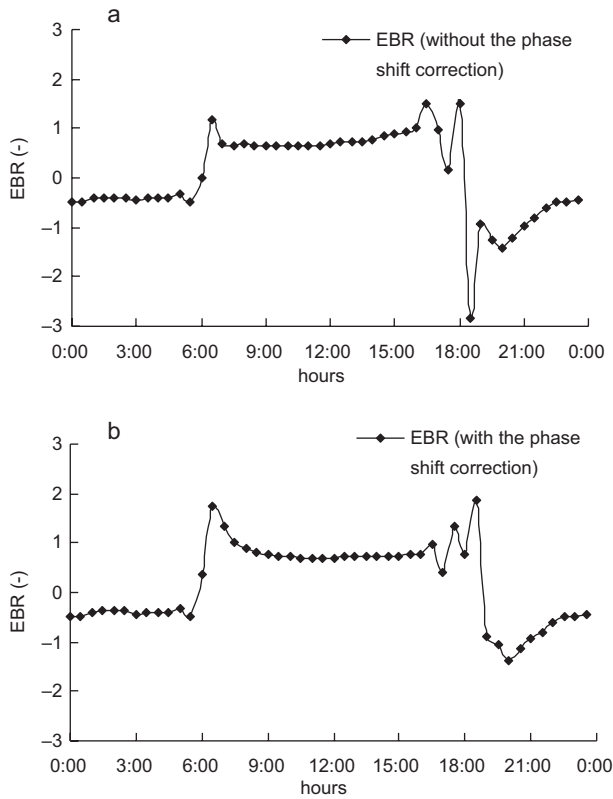 a
EBR (without the phase
shift correction)
EBR (-)
3
2
1
0
–1
–2
–3
0:00 3:00 6:00 9:00 12:00 15:00 18:00 21:00 0:00
hours
b
EBR (with the phase
shift correction)
EBR (-)
3
2
1
0
–1
–2
–3
0:00 3:00 6:00 9:00 12:00 15:00 18:00 21:00 0:00
hours